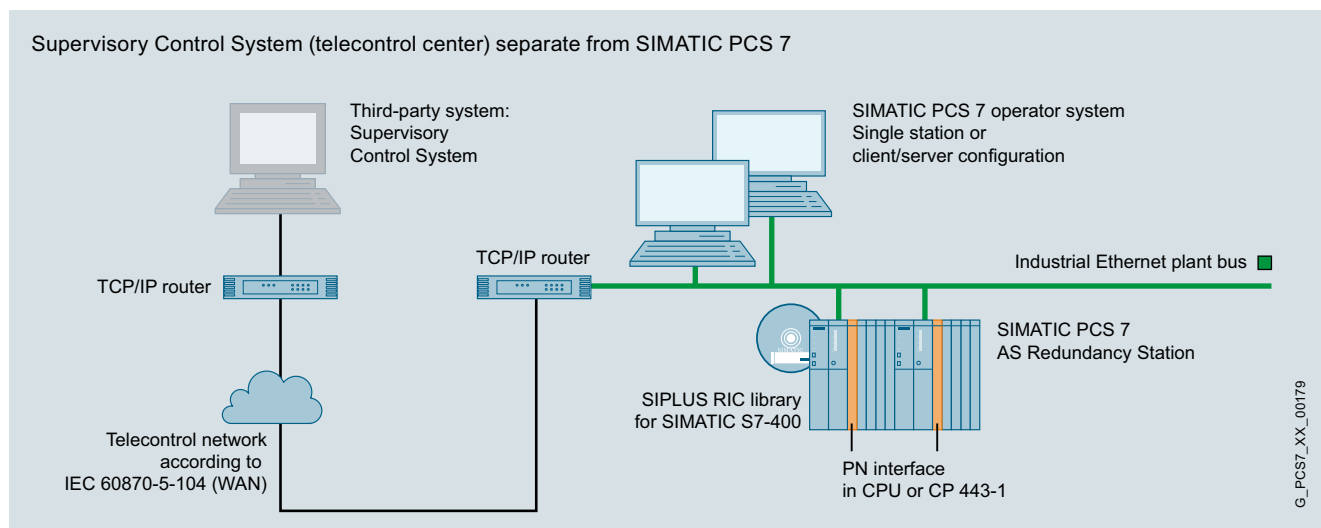 Supervisory Control System (telecontrol center) separate from SIMATIC PCS 7
Third-party system:
Supervisory
Control System
SIMATIC PCS 7 operator system
Single station or
client/server configuration
TCP/IP router
TCP/IP router
Industrial Ethernet plant bus
SIMATIC PCS 7
AS Redundancy Station
SIPLUS RIC library
for SIMATIC S7-400
Telecontrol network
according to
IEC 60870-5-104 (WAN)
PN interface
in CPU or CP 443-1
G_PCS7_XX_00179